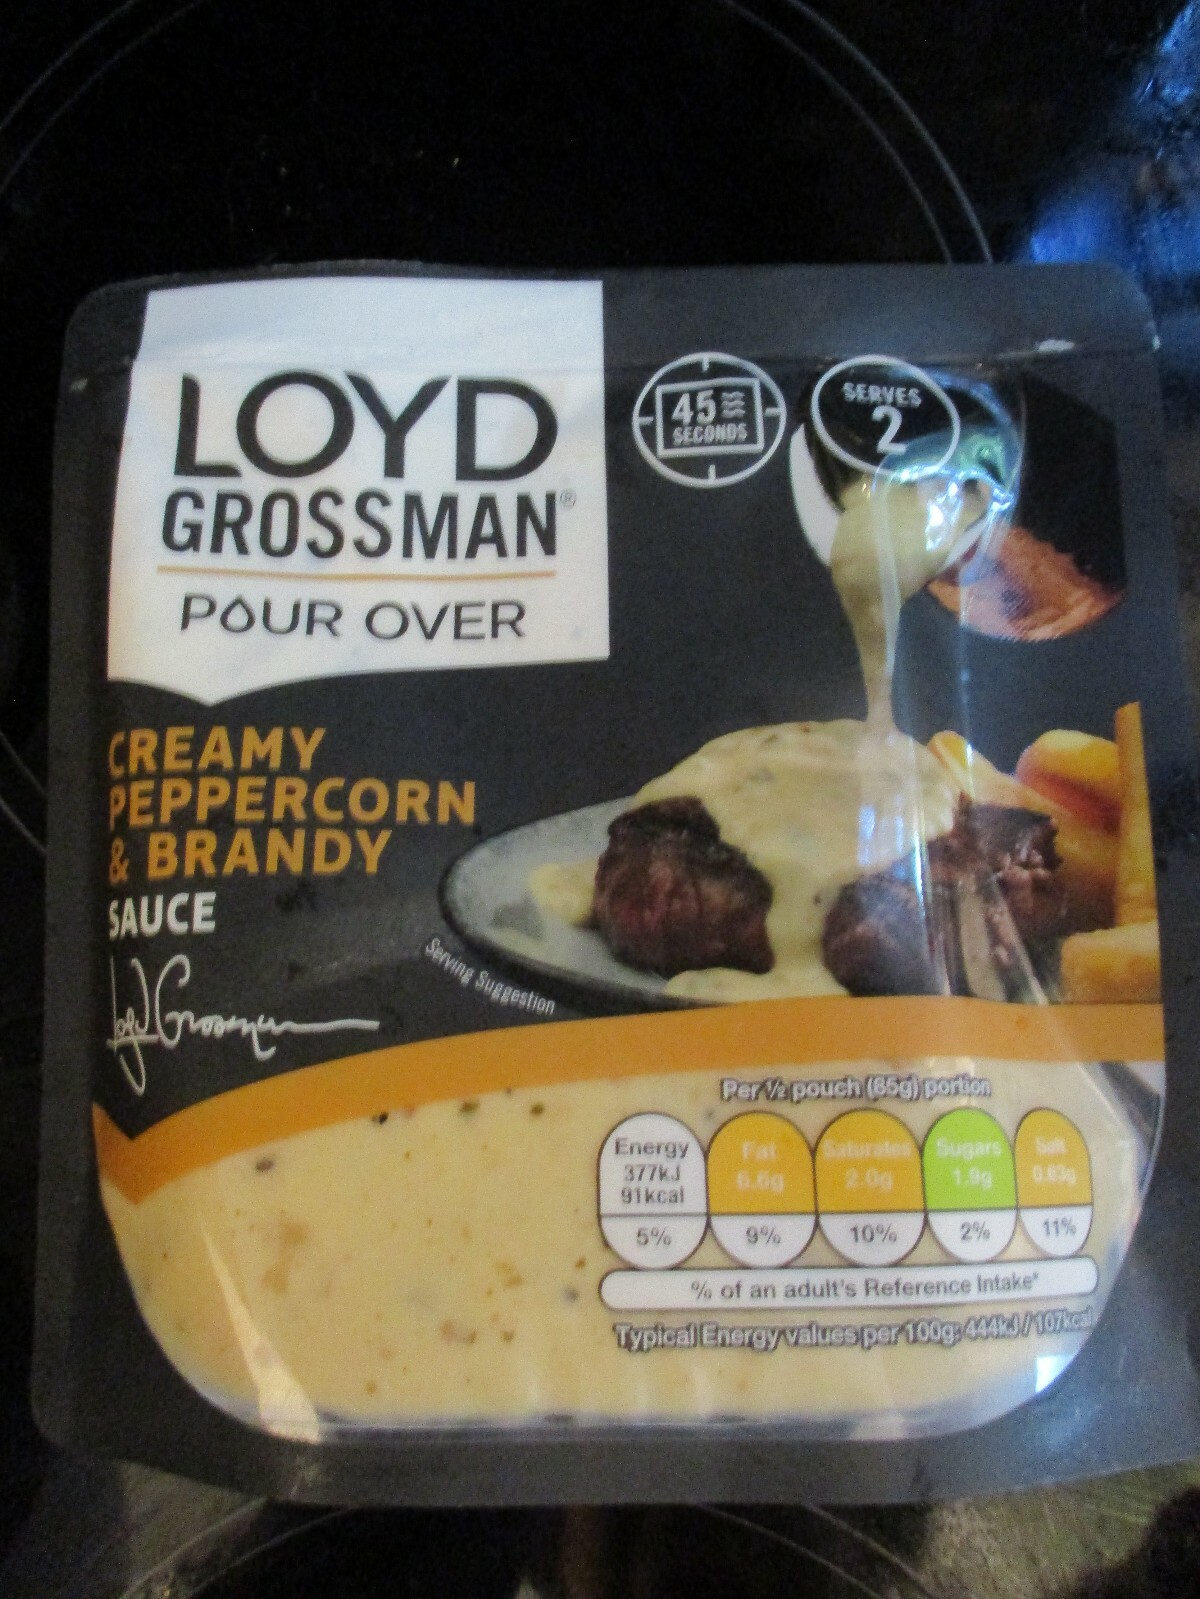 LOYD
GROSSMAN®
POUR OVER
45
SECONDS
SERVES
2
CREAMY
PEPPERCORN
& BRANDY
SAUCE
Loyd Grossman
Serving Suggestion
Per ½ pouch (85g) portion
Energy
377kJ
91kcal
5%
Fat
6.6g
9%
Saturates
2.0g
10%
Sugars
1.9g
2%
Salt
0.63g
11%
% of an adult's Reference Intake*
Typical Energy values per 100g: 444kJ / 107kcal